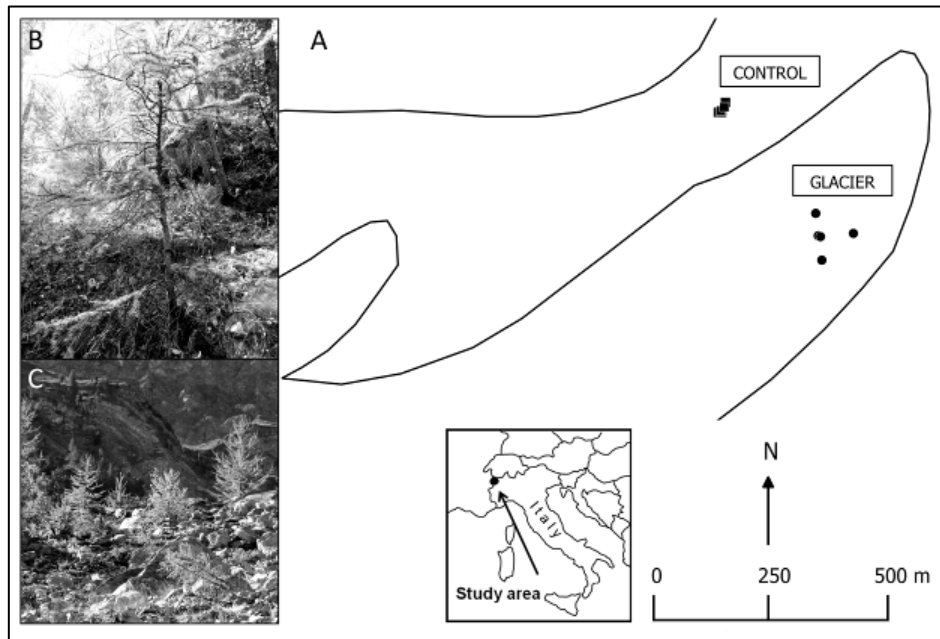 B
A
CONTROL
GLACIER
C
Italy
Study area
N
0 250 500 m